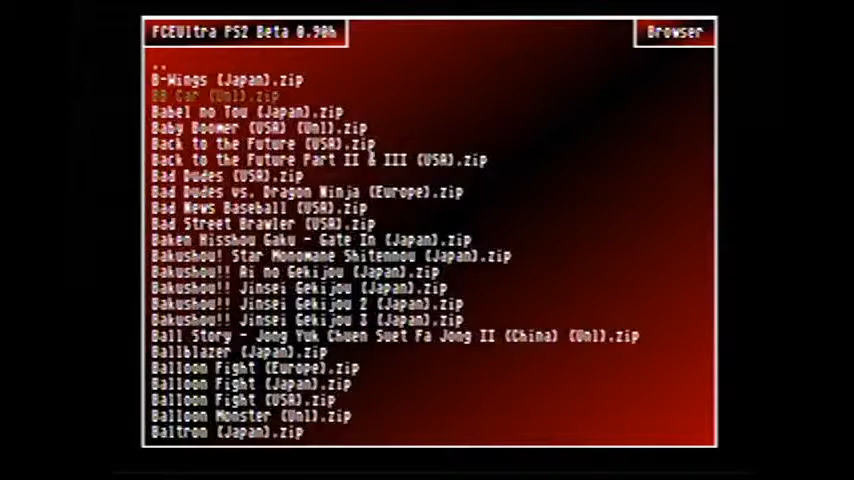 FCEUltra PS2 Beta 0.90h
Browser
..
B-Wings (Japan).zip
BB Car (Unl).zip
Babel no Tou (Japan).zip
Baby Boomer (USA) (Unl).zip
Back to the Future (USA).zip
Back to the Future Part II & III (USA).zip
Bad Dudes (USA).zip
Bad Dudes vs. Dragon Ninja (Europe).zip
Bad News Baseball (USA).zip
Bad Street Brawler (USA).zip
Baken Hisshou Gaku - Gate In (Japan).zip
Bakushou! Star Monomane Shitennou (Japan).zip
Bakushou!! Ai no Gekijou (Japan).zip
Bakushou!! Jinsei Gekijou (Japan).zip
Bakushou!! Jinsei Gekijou 2 (Japan).zip
Bakushou!! Jinsei Gekijou 3 (Japan).zip
Ball Story - Jong Yuk Chuen Suet Fa Jong II (China) (Unl).zip
Ballblazer (Japan).zip
Balloon Fight (Europe).zip
Balloon Fight (Japan).zip
Balloon Fight (USA).zip
Balloon Monster (Unl).zip
Baltron (Japan).zip